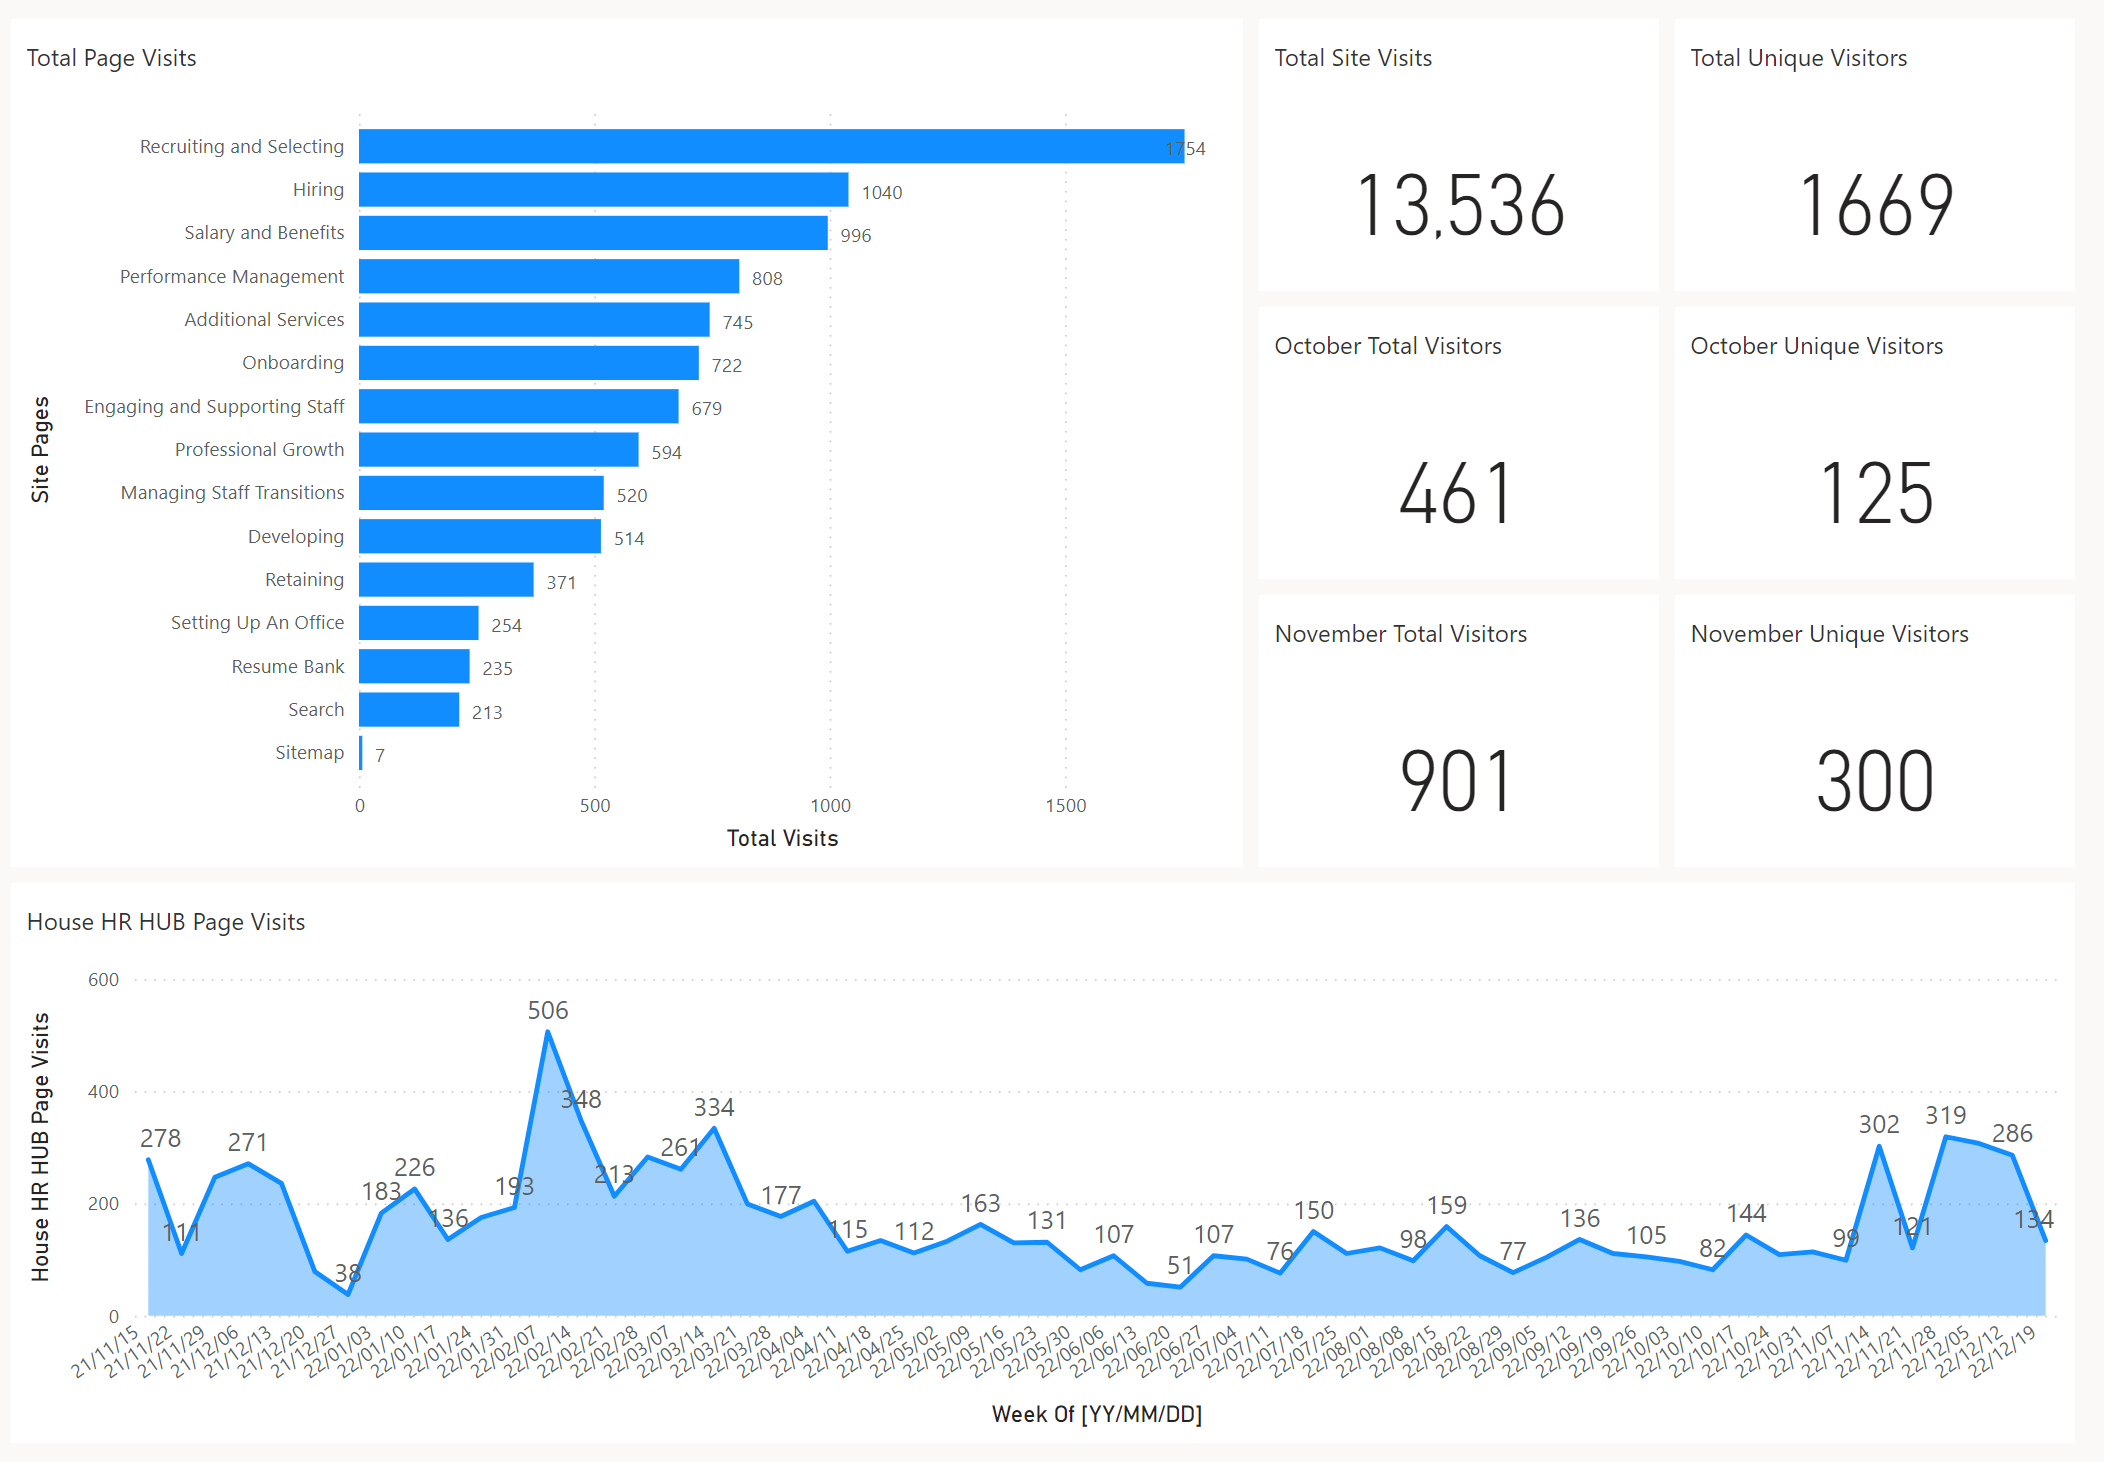 Total Page Visits
Site Pages
Recruiting and Selecting 1754
Hiring 1040
Salary and Benefits 996
Performance Management 808
Additional Services 745
Onboarding 722
Engaging and Supporting Staff 679
Professional Growth 594
Managing Staff Transitions 520
Developing 514
Retaining 371
Setting Up An Office 254
Resume Bank 235
Search 213
Sitemap 7
0 500 1000 1500
Total Visits
Total Site Visits
13,536
Total Unique Visitors
1669
October Total Visitors
461
October Unique Visitors
125
November Total Visitors
901
November Unique Visitors
300
House HR HUB Page Visits
House HR HUB Page Visits
600
400
200
0
278 111 271 38 183 226 136 193 506 348 213 261 334 177 115 112 163 131 107 51 107 76 150 98 159 77 136 105 82 144 99 302 121 319 286 134
21/11/15 21/11/22 21/11/29 21/12/06 21/12/13 21/12/20 21/12/27 22/01/03 22/01/10 22/01/17 22/01/24 22/01/31 22/02/07 22/02/14 22/02/21 22/02/28 22/03/07 22/03/14 22/03/21 22/03/28 22/04/04 22/04/11 22/04/18 22/04/25 22/05/02 22/05/09 22/05/16 22/05/23 22/05/30 22/06/06 22/06/13 22/06/20 22/06/27 22/07/04 22/07/11 22/07/18 22/07/25 22/08/01 22/08/08 22/08/15 22/08/22 22/08/29 22/09/05 22/09/12 22/09/19 22/09/26 22/10/03 22/10/10 22/10/17 22/10/24 22/10/31 22/11/07 22/11/14 22/11/21 22/11/28 22/12/05 22/12/12 22/12/19
Week Of [YY/MM/DD]